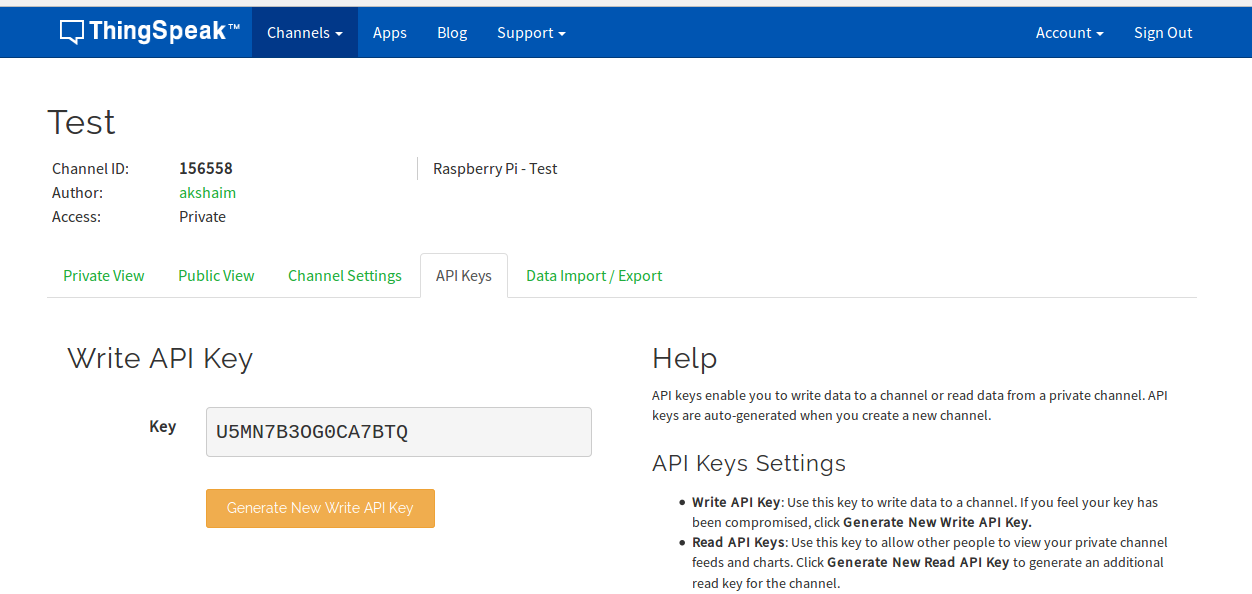 ThingSpeak™ Channels Apps Blog Support Account Sign Out
Test
Channel ID: 156558 Raspberry Pi - Test
Author: akshaim
Access: Private
Private View Public View Channel Settings API Keys Data Import / Export
Write API Key
Key U5MN7B3OG0CA7BTQ
Generate New Write API Key
Help
API keys enable you to write data to a channel or read data from a private channel. API
keys are auto-generated when you create a new channel.
API Keys Settings
• Write API Key: Use this key to write data to a channel. If you feel your key has
been compromised, click Generate New Write API Key.
• Read API Keys: Use this key to allow other people to view your private channel
feeds and charts. Click Generate New Read API Key to generate an additional
read key for the channel.